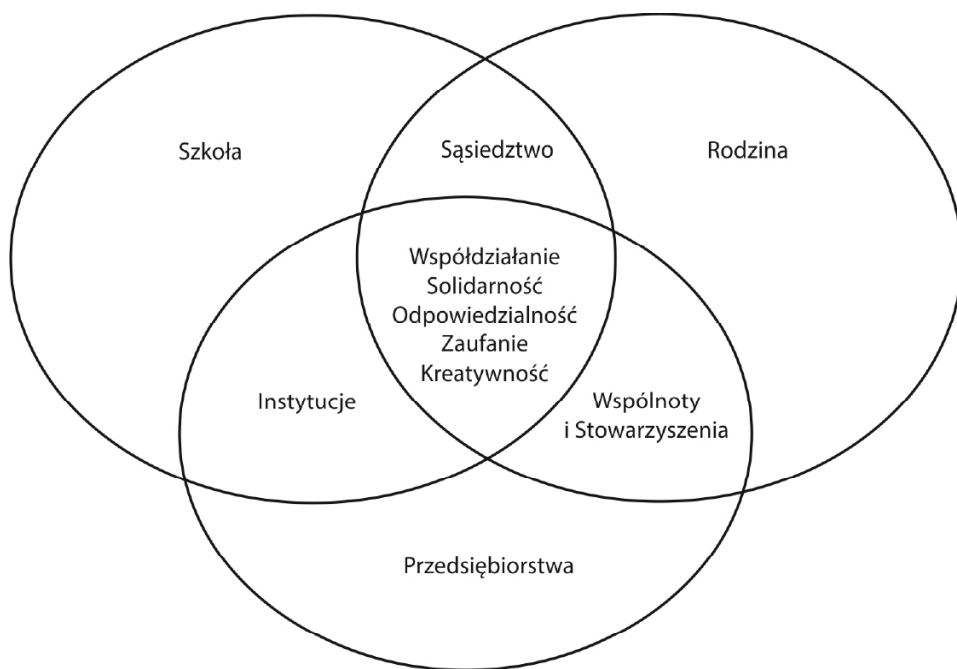 Szkoła
Sąsiedztwo
Rodzina
Współdziałanie
Solidarność
Odpowiedzialność
Zaufanie
Kreatywność
Instytucje
Wspólnoty
i Stowarzyszenia
Przedsiębiorstwa